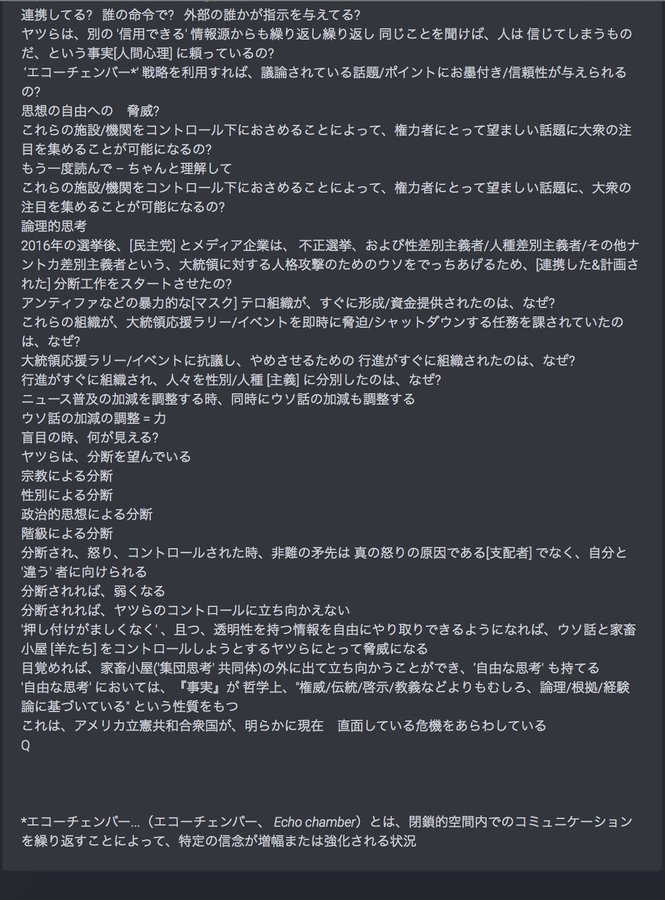 連携してる?　誰の命令で?　外部の誰かが指示を与えてる?
ヤツらは、別の '信用できる' 情報源からも繰り返し繰り返し 同じことを聞けば、人は 信じてしまうもの
だ、という事実[人間心理] に頼っているの?
'エコーチェンバー*' 戦略を利用すれば、議論されている話題/ポイントにお墨付き/信頼性が与えられる
の?
思想の自由への　脅威?
これらの施設/機関をコントロール下におさめることによって、権力者にとって望ましい話題に大衆の注
目を集めることが可能になるの?
もう一度読んで – ちゃんと理解して
これらの施設/機関をコントロール下におさめることによって、権力者にとって望ましい話題に、大衆の
注目を集めることが可能になるの?
論理的思考
2016年の選挙後、[民主党] とメディア企業は、 不正選挙、および性差別主義者/人種差別主義者/その他ナ
ントカ差別主義者という、大統領に対する人格攻撃のためのウソをでっちあげるため、[連携した&計画さ
れた] 分断工作をスタートさせたの?
アンティファなどの暴力的な[マスク] テロ組織が、すぐに形成/資金提供されたのは、なぜ?
これらの組織が、大統領応援ラリー/イベントを即時に脅迫/シャットダウンする任務を課されていたの
は、なぜ?
大統領応援ラリー/イベントに抗議し、やめさせるための 行進がすぐに組織されたのは、なぜ?
行進がすぐに組織され、人々を性別/人種 [主義] に分別したのは、なぜ?
ニュース普及の加減を調整する時、同時にウソ話の加減も調整する
ウソ話の加減の調整 = 力
盲目の時、何が見える?
ヤツらは、分断を望んでいる
宗教による分断
性別による分断
政治的思想による分断
階級による分断
分断され、怒り、コントロールされた時、非難の矛先は 真の怒りの原因である[支配者] でなく、自分と
'違う' 者に向けられる
分断されれば、弱くなる
分断されれば、ヤツらのコントロールに立ち向かえない
'押し付けがましくなく' 、且つ、透明性を持つ情報を自由にやり取りできるようになれば、ウソ話と家畜
小屋 [羊たち] をコントロールしようとするヤツらにとって脅威になる
目覚めれば、家畜小屋('集団思考' 共同体)の外に出て立ち向かうことができ、'自由な思考' も持てる
'自由な思考' においては、『事実』が 哲学上、"権威/伝統/啓示/教義などよりもむしろ、論理/根拠/経験
論に基づいている" という性質をもつ
これは、アメリカ立憲共和合衆国が、明らかに現在　直面している危機をあらわしている
Q
*エコーチェンバー...（エコーチェンバー、 Echo chamber）とは、閉鎖的空間内でのコミュニケーション
を繰り返すことによって、特定の信念が増幅または強化される状況